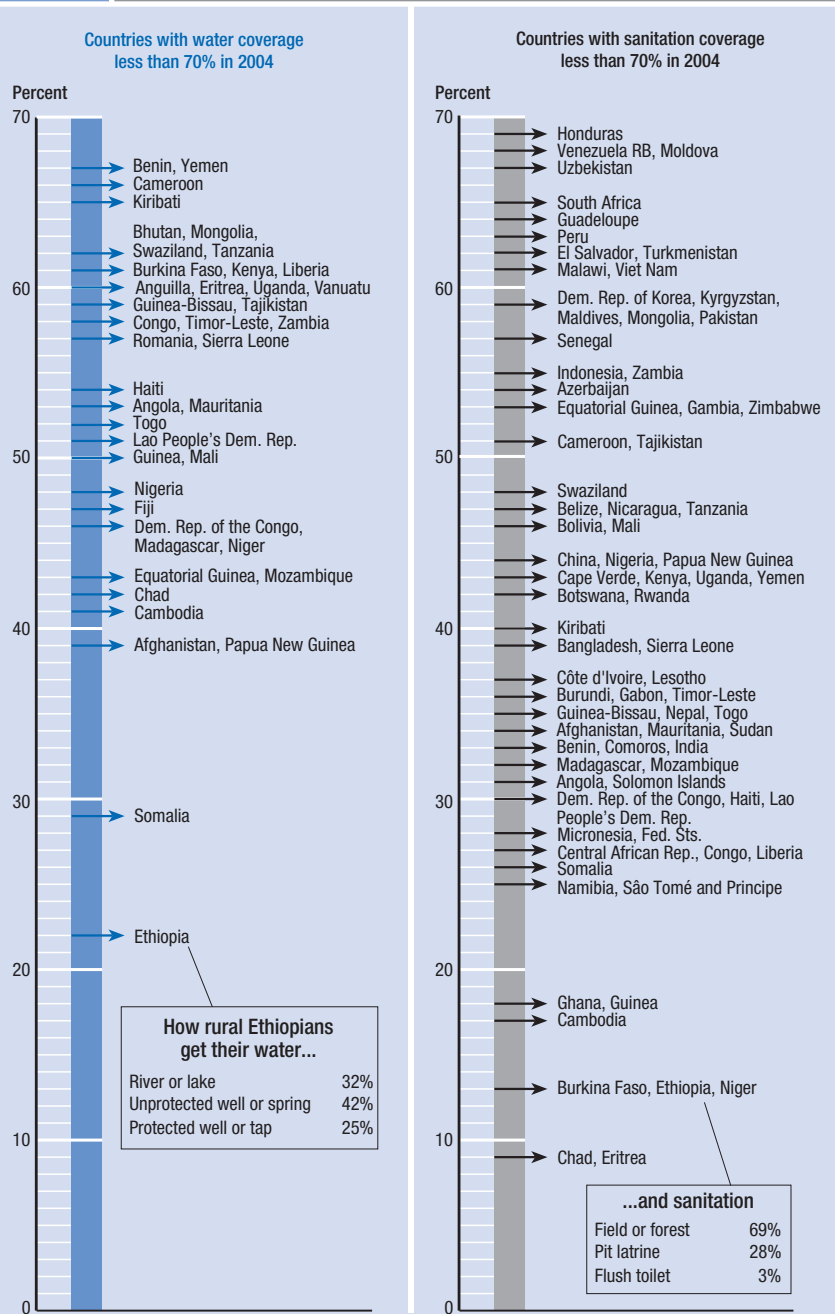 Countries with water coverage
less than 70% in 2004
Percent
70
Benin, Yemen
Cameroon
Kiribati
Bhutan, Mongolia,
Swaziland, Tanzania
Burkina Faso, Kenya, Liberia
60
Anguilla, Eritrea, Uganda, Vanuatu
Guinea-Bissau, Tajikistan
Congo, Timor-Leste, Zambia
Romania, Sierra Leone
Haiti
Angola, Mauritania
Togo
Lao People's Dem. Rep.
50
Guinea, Mali
Nigeria
Fiji
Dem. Rep. of the Congo,
Madagascar, Niger
Equatorial Guinea, Mozambique
Chad
Cambodia
40
Afghanistan, Papua New Guinea
30
Somalia
Ethiopia
20
How rural Ethiopians
get their water...
River or lake 32%
Unprotected well or spring 42%
Protected well or tap 25%
10
0
Countries with sanitation coverage
less than 70% in 2004
Percent
70
Honduras
Venezuela RB, Moldova
Uzbekistan
South Africa
Guadeloupe
Peru
El Salvador, Turkmenistan
Malawi, Viet Nam
60
Dem. Rep. of Korea, Kyrgyzstan,
Maldives, Mongolia, Pakistan
Senegal
Indonesia, Zambia
Azerbaijan
Equatorial Guinea, Gambia, Zimbabwe
Cameroon, Tajikistan
50
Swaziland
Belize, Nicaragua, Tanzania
Bolivia, Mali
China, Nigeria, Papua New Guinea
Cape Verde, Kenya, Uganda, Yemen
Botswana, Rwanda
40
Kiribati
Bangladesh, Sierra Leone
Côte d'Ivoire, Lesotho
Burundi, Gabon, Timor-Leste
Guinea-Bissau, Nepal, Togo
Afghanistan, Mauritania, Sudan
Benin, Comoros, India
Madagascar, Mozambique
Angola, Solomon Islands
30
Dem. Rep. of the Congo, Haiti, Lao
People's Dem. Rep.
Micronesia, Fed. Sts.
Central African Rep., Congo, Liberia
Somalia
Namibia, Sâo Tomé and Principe
20
Ghana, Guinea
Cambodia
Burkina Faso, Ethiopia, Niger
10
Chad, Eritrea
...and sanitation
Field or forest 69%
Pit latrine 28%
Flush toilet 3%
0